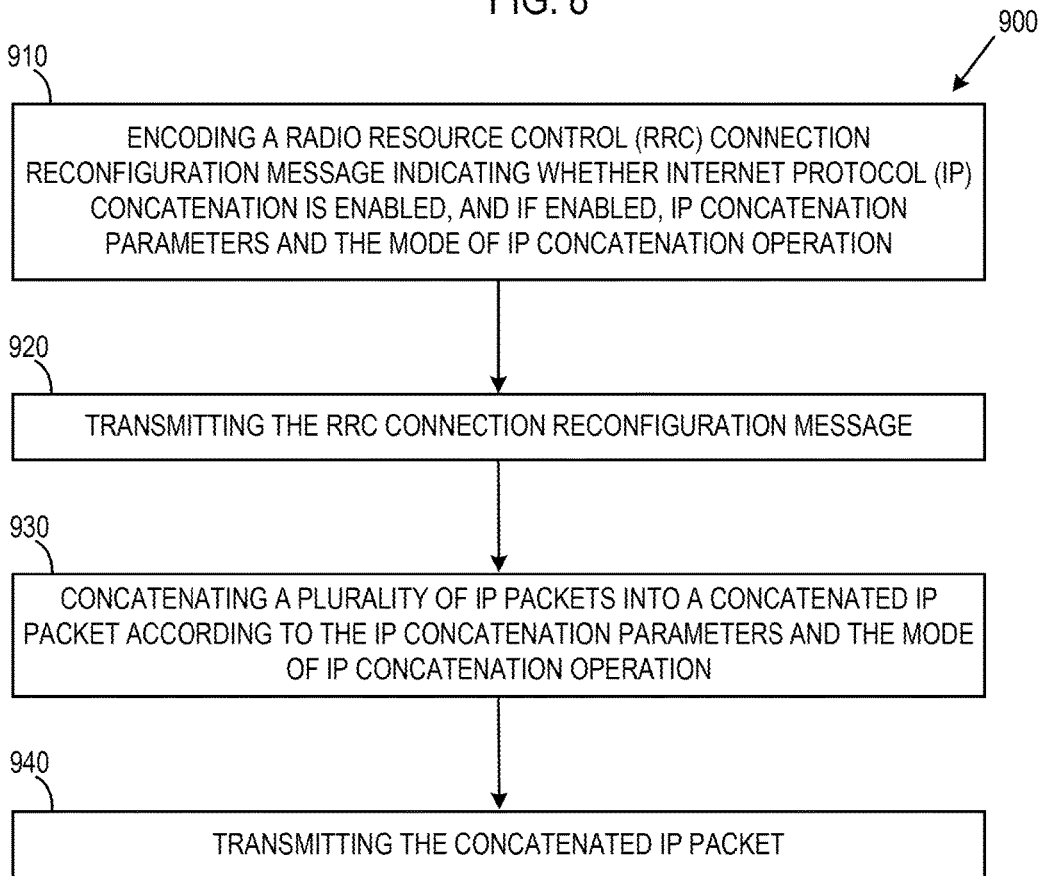 FIG. 8
900
910
ENCODING A RADIO RESOURCE CONTROL (RRC) CONNECTION
RECONFIGURATION MESSAGE INDICATING WHETHER INTERNET PROTOCOL (IP)
CONCATENATION IS ENABLED, AND IF ENABLED, IP CONCATENATION
PARAMETERS AND THE MODE OF IP CONCATENATION OPERATION
920
TRANSMITTING THE RRC CONNECTION RECONFIGURATION MESSAGE
930
CONCATENATING A PLURALITY OF IP PACKETS INTO A CONCATENATED IP
PACKET ACCORDING TO THE IP CONCATENATION PARAMETERS AND THE MODE
OF IP CONCATENATION OPERATION
940
TRANSMITTING THE CONCATENATED IP PACKET